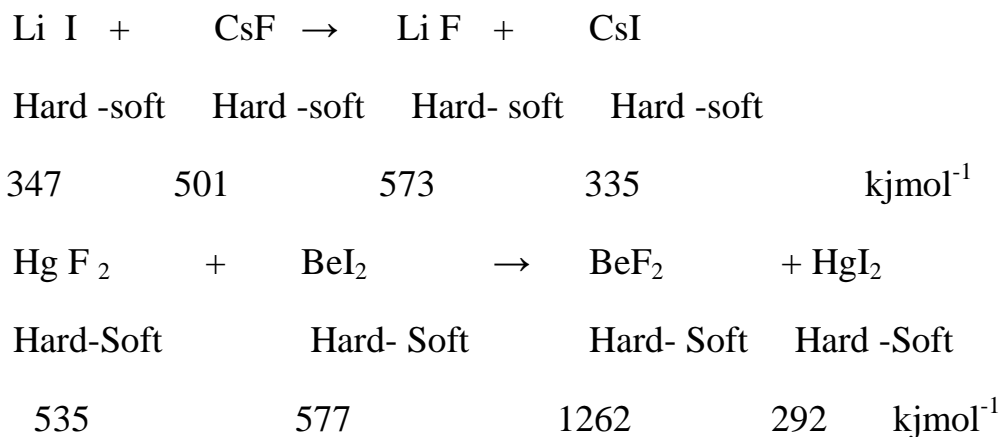 Li I + CsF → Li F + CsI
Hard -soft Hard -soft Hard- soft Hard -soft
347 501 573 335 kjmol⁻¹
Hg F ₂ + BeI₂ → BeF₂ + HgI₂
Hard-Soft Hard- Soft Hard- Soft Hard -Soft
535 577 1262 292 kjmol⁻¹